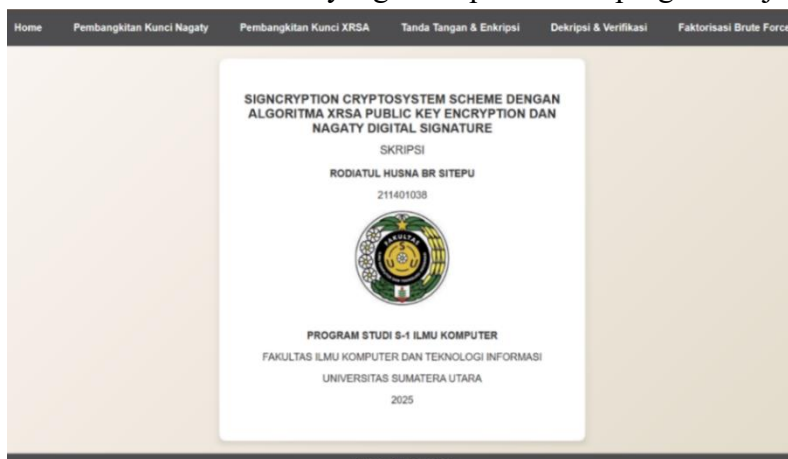 Home Pembangkitan Kunci Nagaty Pembangkitan Kunci XRSA Tanda Tangan & Enkripsi Dekripsi & Verifikasi Faktorisasi Brute Force
SIGNCRYPTION CRYPTOSYSTEM SCHEME DENGAN
ALGORITMA XRSA PUBLIC KEY ENCRYPTION DAN
NAGATY DIGITAL SIGNATURE
SKRIPSI
RODIATUL HUSNA BR SITEPU
211401038
FAKULTAS
U S U
PROGRAM STUDI S-1 ILMU KOMPUTER
FAKULTAS ILMU KOMPUTER DAN TEKNOLOGI INFORMASI
UNIVERSITAS SUMATERA UTARA
2025